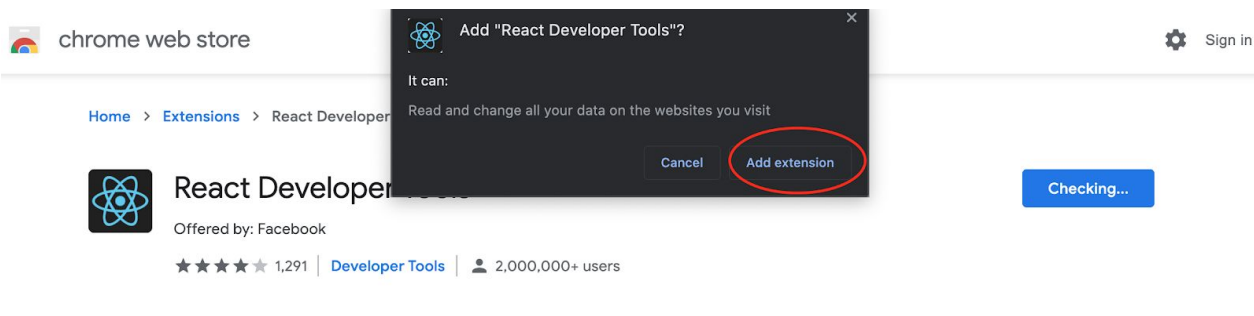 chrome web store
Sign in
Add "React Developer Tools"?
It can:
Read and change all your data on the websites you visit
Cancel
Add extension
Home > Extensions > React Developer
React Developer Tools
Checking...
Offered by: Facebook
1,291 | Developer Tools | 2,000,000+ users